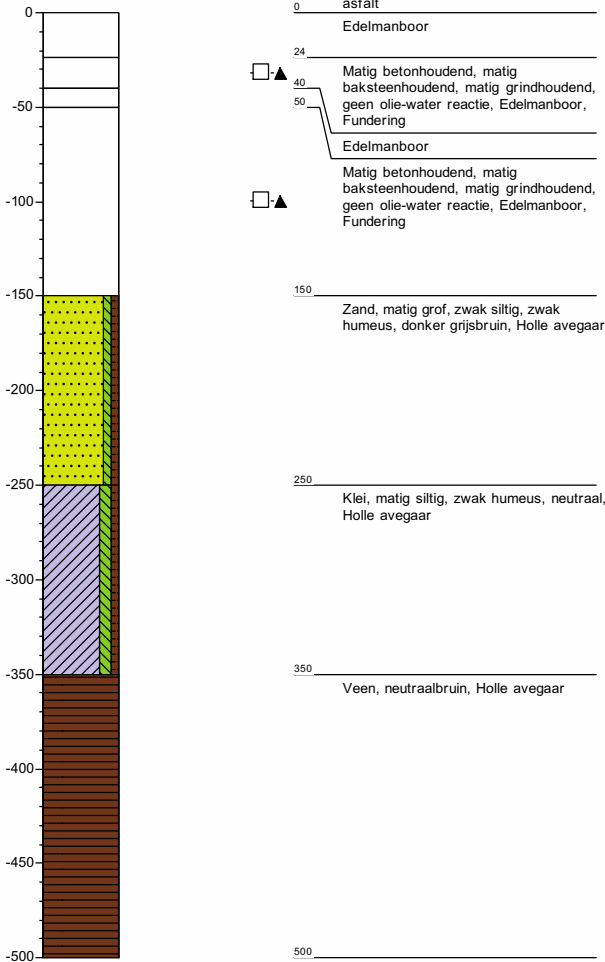 asfalt
0
Edelmanboor
24
Matig betonhoudend, matig
baksteenhoudend, matig grindhoudend,
geen olie-water reactie, Edelmanboor,
Fundering
40
50
Edelmanboor
Matig betonhoudend, matig
baksteenhoudend, matig grindhoudend,
geen olie-water reactie, Edelmanboor,
Fundering
150
Zand, matig grof, zwak siltig, zwak
humeus, donker grijsbruin, Holle avegaar
250
Klei, matig siltig, zwak humeus, neutraal,
Holle avegaar
350
Veen, neutraalbruin, Holle avegaar
500
0
-50
-100
-150
-200
-250
-300
-350
-400
-450
-500